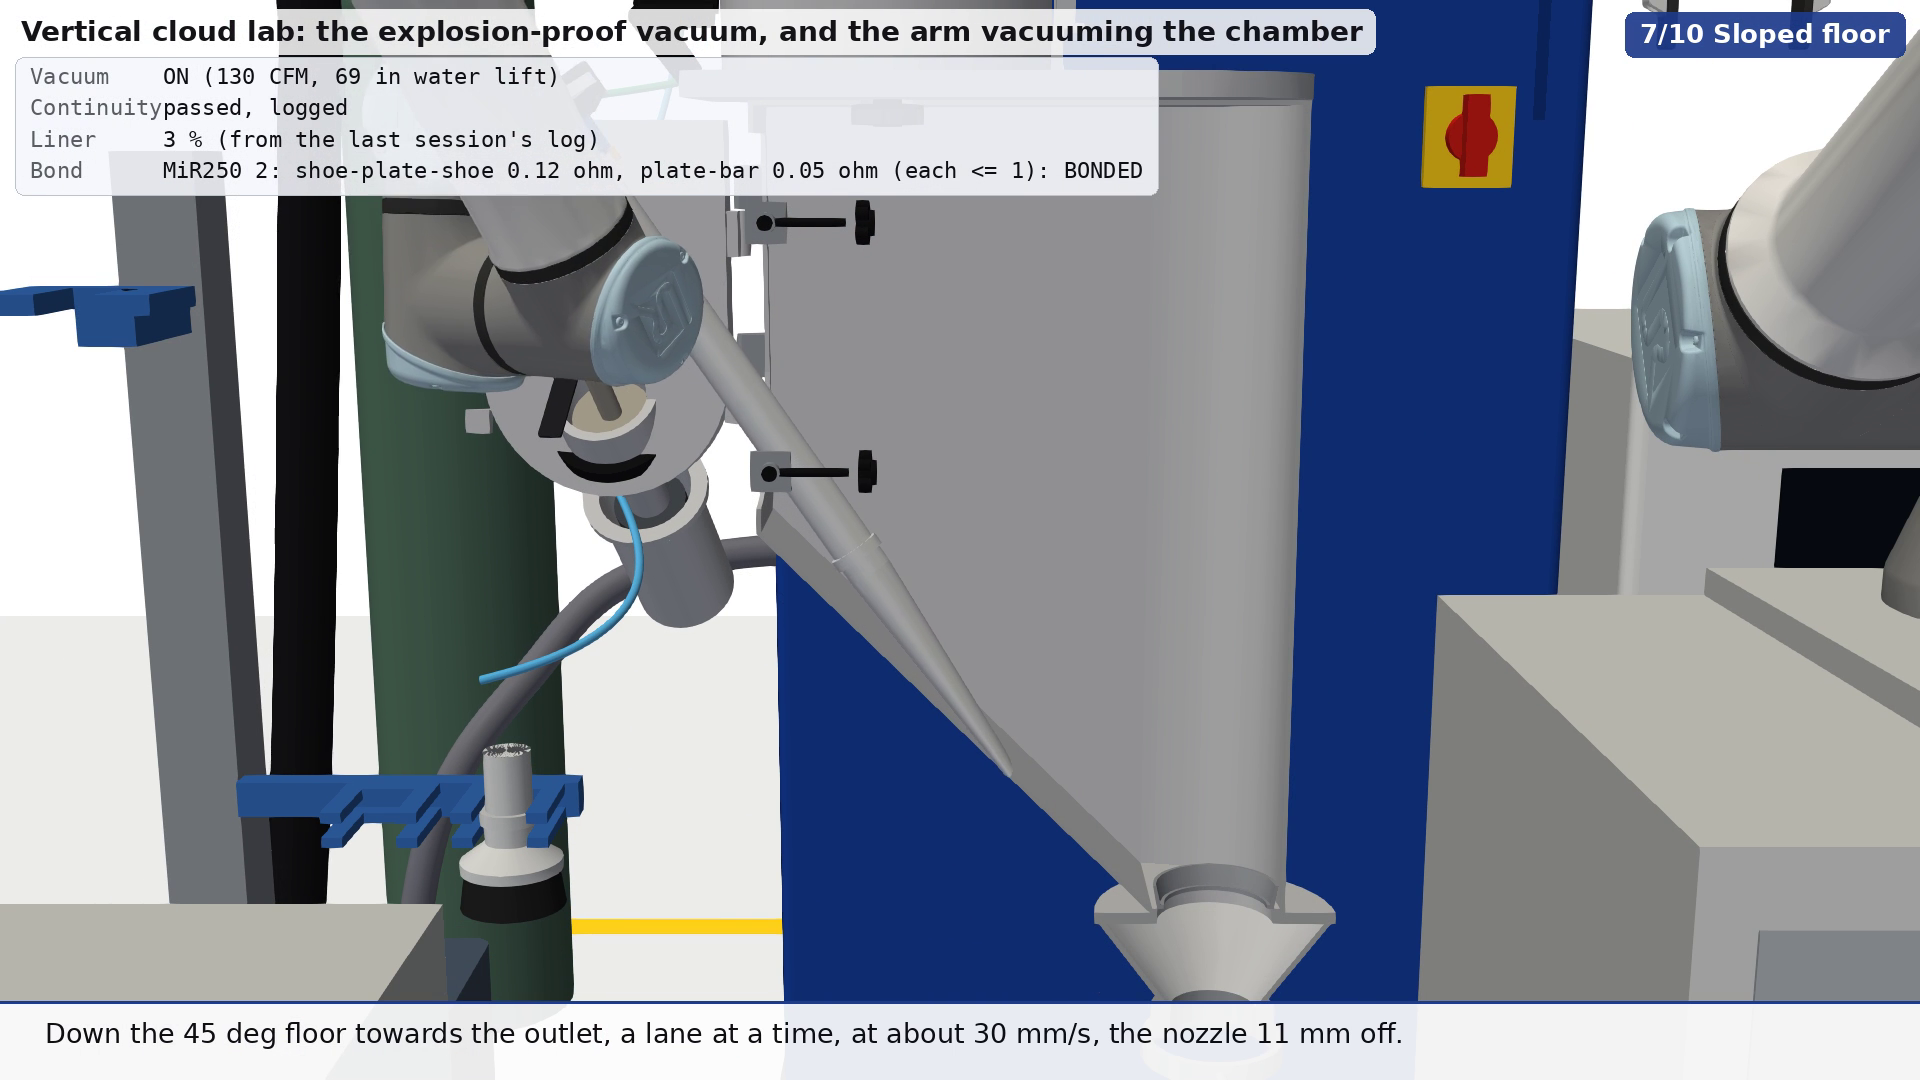 Vertical cloud lab: the explosion-proof vacuum, and the arm vacuuming the chamber
7/10 Sloped floor
Vacuum ON (130 CFM, 69 in water lift)
Continuity passed, logged
Liner 3 % (from the last session's log)
Bond MiR250 2: shoe-plate-shoe 0.12 ohm, plate-bar 0.05 ohm (each <= 1): BONDED
Down the 45 deg floor towards the outlet, a lane at a time, at about 30 mm/s, the nozzle 11 mm off.